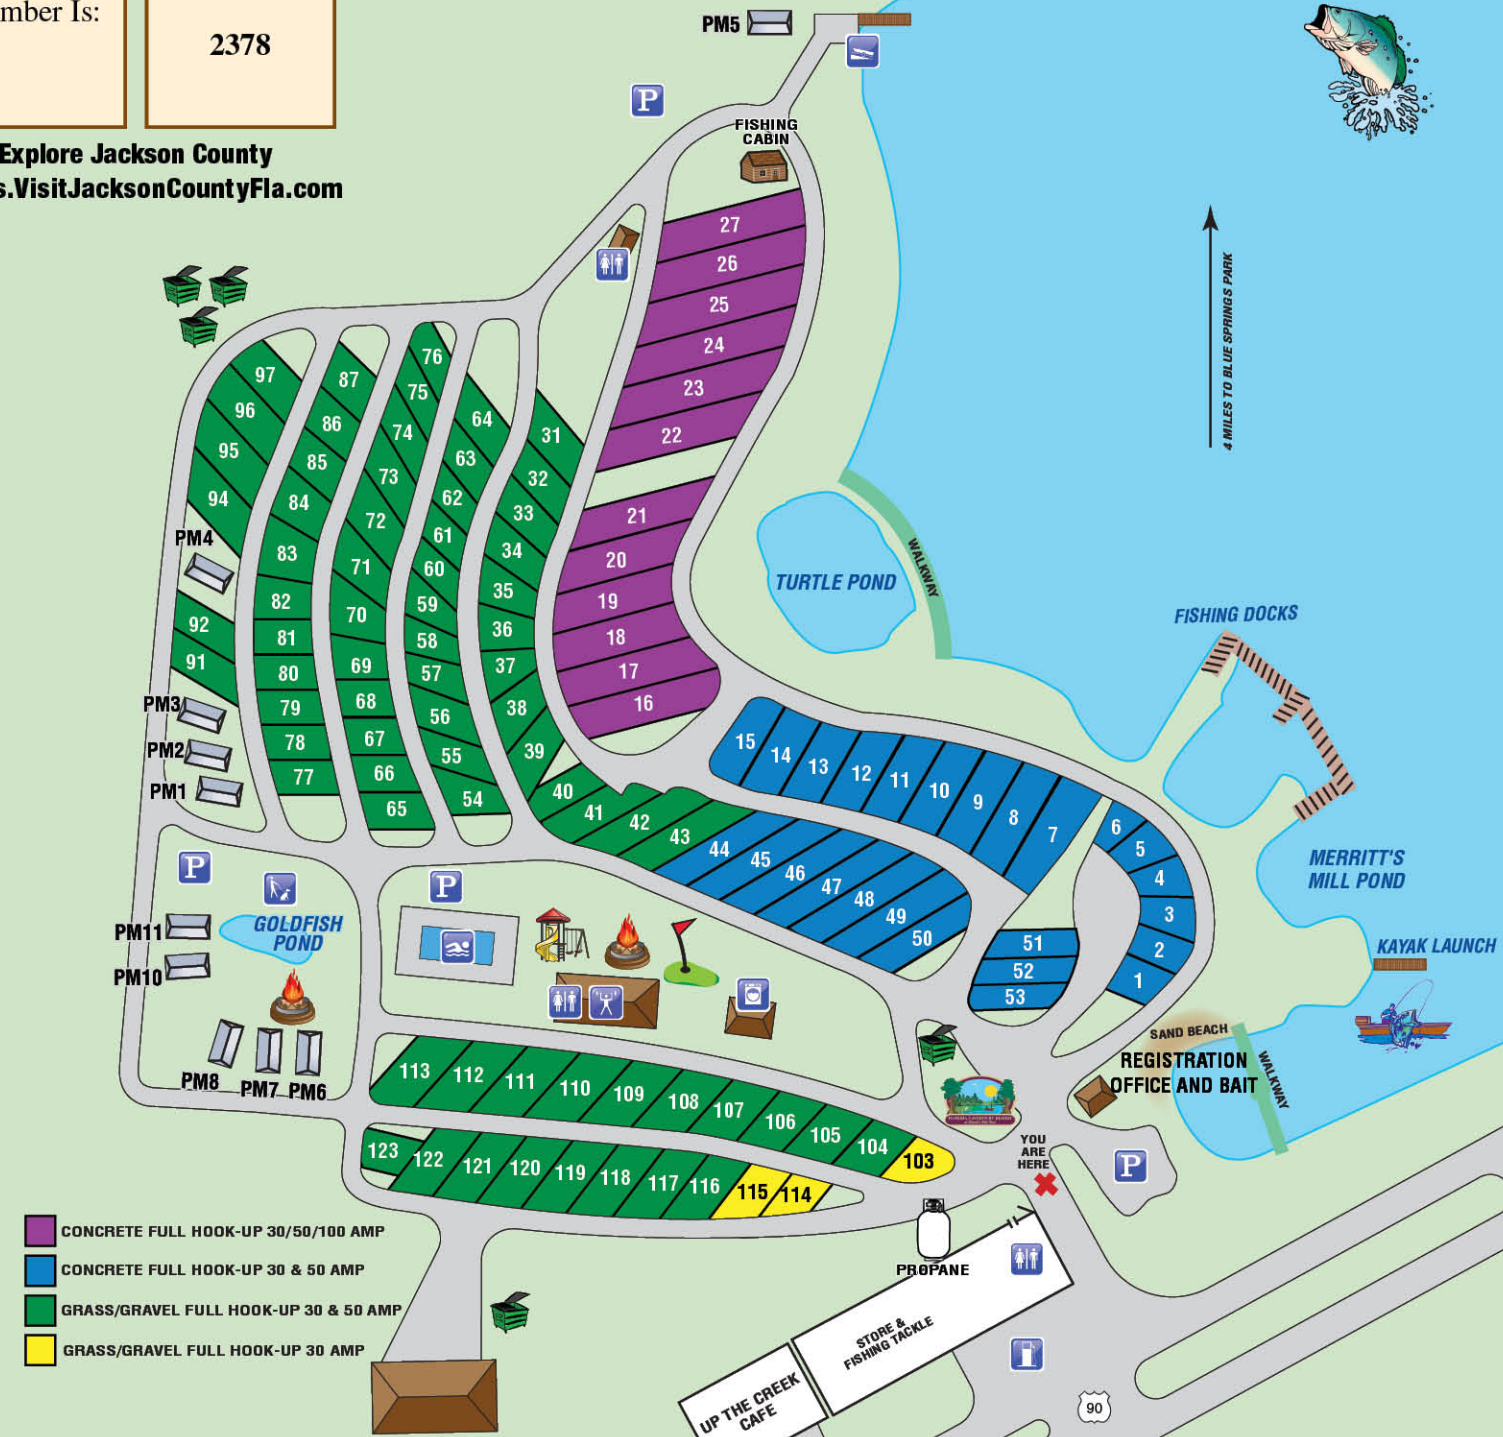 mber Is:
2378
Explore Jackson County
s.VisitJacksonCountyFla.com
PM5
P
FISHING
CABIN
27
26
25
24
23
22
21
20
19
18
17
16
4 MILES TO BLUE SPRINGS PARK
97
96
95
94
PM4
92
91
PM3
PM2
PM1
87
86
85
84
83
82
81
80
79
78
77
76
75
74
73
72
71
70
69
68
67
66
65
64
63
62
61
60
59
58
57
56
55
54
31
32
33
34
35
36
37
38
39
40
41
42
43
44
45
46
47
48
49
50
15
14
13
12
11
10
9
8
7
6
5
4
3
2
1
51
52
53
TURTLE POND
WALKWAY
FISHING DOCKS
MERRITT'S
MILL POND
KAYAK LAUNCH
SAND BEACH
REGISTRATION
OFFICE AND BAIT
WALKWAY
P
GOLDFISH
POND
PM11
PM10
PM8
PM7
PM6
P
113
112
111
110
109
108
107
106
105
104
103
123
122
121
120
119
118
117
116
115
114
YOU
ARE
HERE
P
PROPANE
STORE &
FISHING TACKLE
UP THE CREEK
CAFE
90
CONCRETE FULL HOOK-UP 30/50/100 AMP
CONCRETE FULL HOOK-UP 30 & 50 AMP
GRASS/GRAVEL FULL HOOK-UP 30 & 50 AMP
GRASS/GRAVEL FULL HOOK-UP 30 AMP